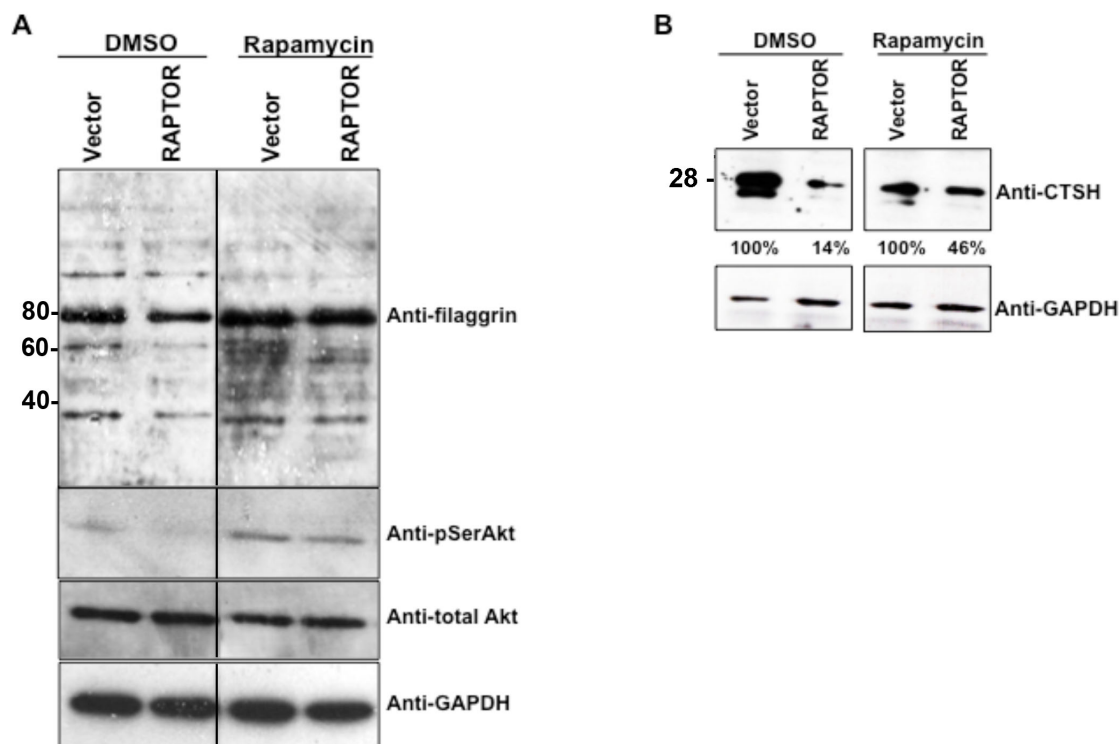 A
DMSO Rapamycin
Vector RAPTOR Vector RAPTOR
80-
60-
40-
Anti-filaggrin
Anti-pSerAkt
Anti-total Akt
Anti-GAPDH
B
DMSO Rapamycin
Vector RAPTOR Vector RAPTOR
28 -
Anti-CTSH
100% 14% 100% 46%
Anti-GAPDH